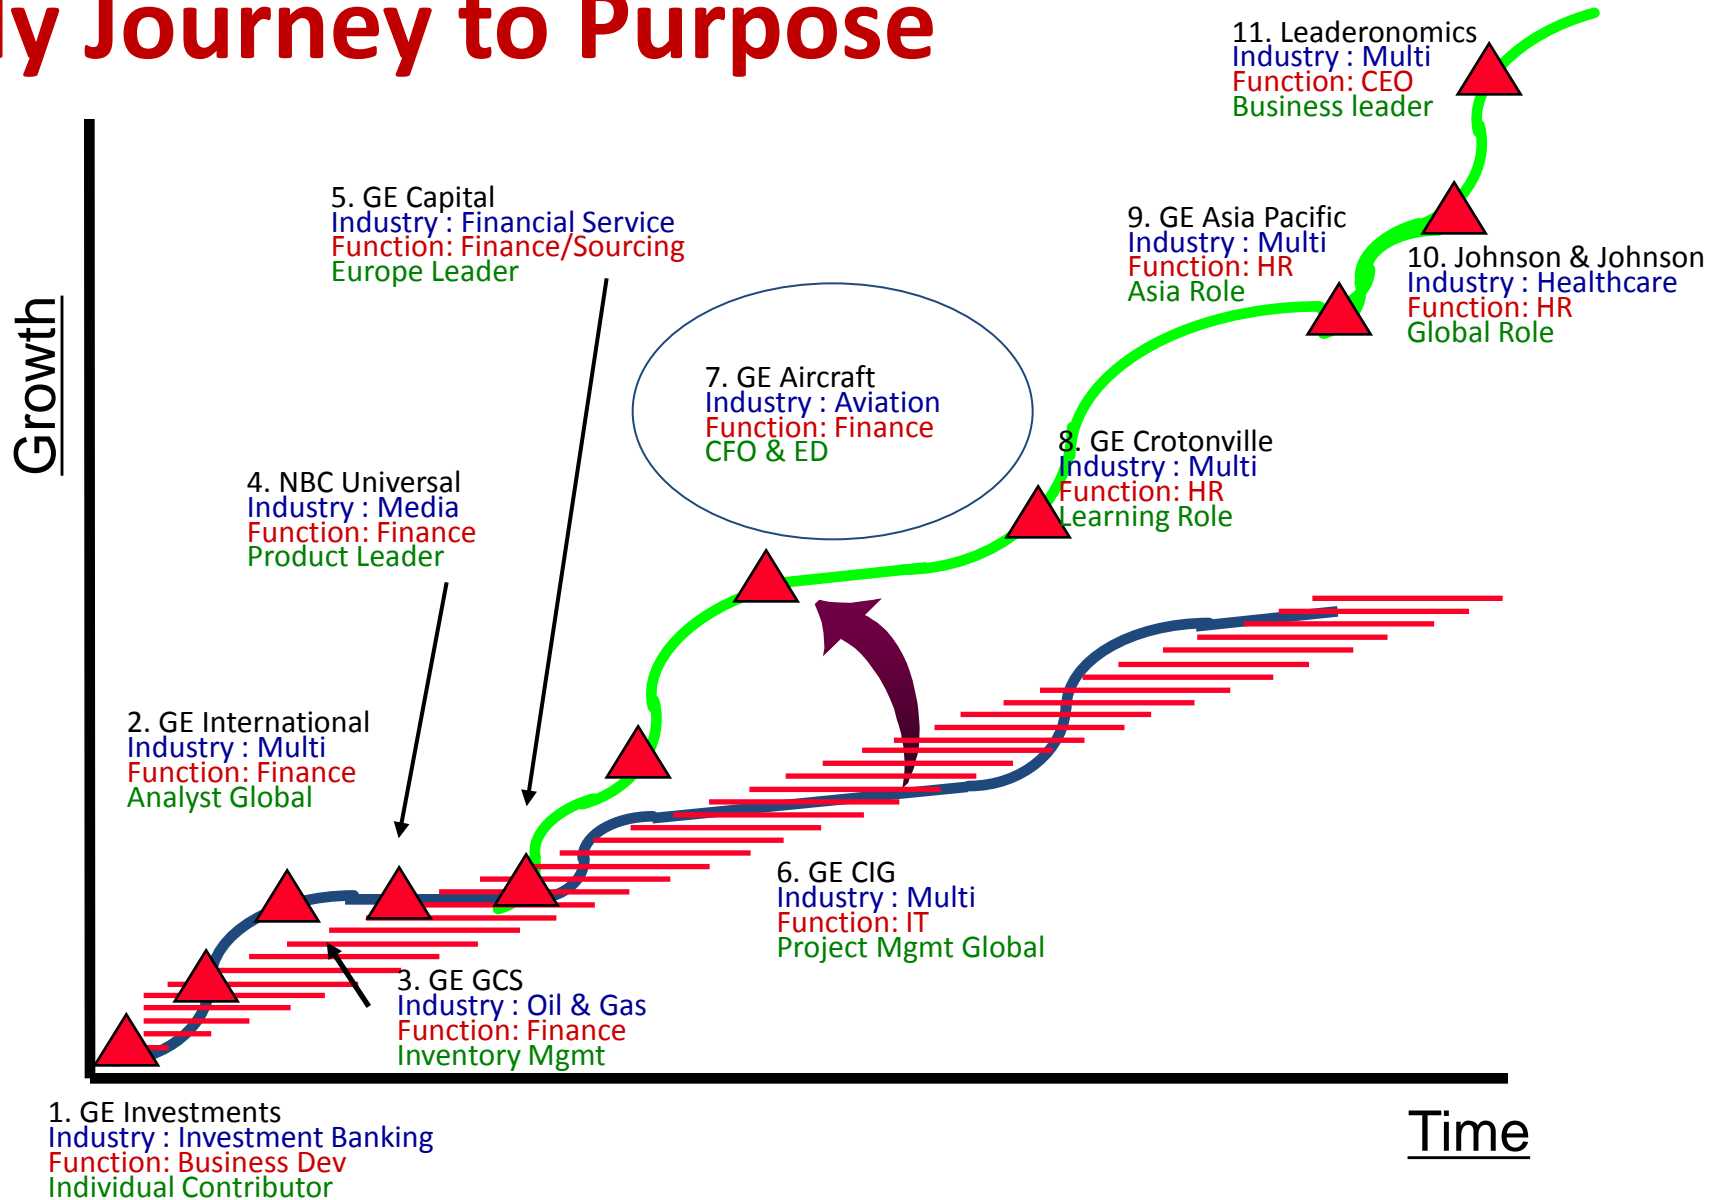 Journey to Purpose
11. Leaderonomics
Industry : Multi
Function: CEO
Business leader
5. GE Capital
Industry : Financial Service
Function: Finance/Sourcing
Europe Leader
9. GE Asia Pacific
Industry : Multi
Function: HR
Asia Role
10. Johnson & Johnson
Industry : Healthcare
Function: HR
Global Role
Growth
7. GE Aircraft
Industry : Aviation
Function: Finance
CFO & ED
8. GE Crotonville
Industry : Multi
Function: HR
Learning Role
4. NBC Universal
Industry : Media
Function: Finance
Product Leader
2. GE International
Industry : Multi
Function: Finance
Analyst Global
6. GE CIG
Industry : Multi
Function: IT
Project Mgmt Global
3. GE GCS
Industry : Oil & Gas
Function: Finance
Inventory Mgmt
1. GE Investments
Industry : Investment Banking
Function: Business Dev
Individual Contributor
Time